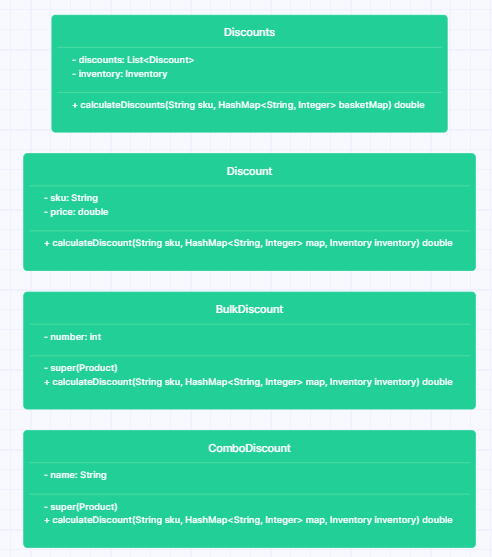 Discounts
- discounts: List<Discount>
- inventory: Inventory
+ calculateDiscounts(String sku, HashMap<String, Integer> basketMap) double
Discount
- sku: String
- price: double
+ calculateDiscount(String sku, HashMap<String, Integer> map, Inventory inventory) double
BulkDiscount
- number: int
- super(Product)
+ calculateDiscount(String sku, HashMap<String, Integer> map, Inventory inventory) double
ComboDiscount
- name: String
- super(Product)
+ calculateDiscount(String sku, HashMap<String, Integer> map, Inventory inventory) double